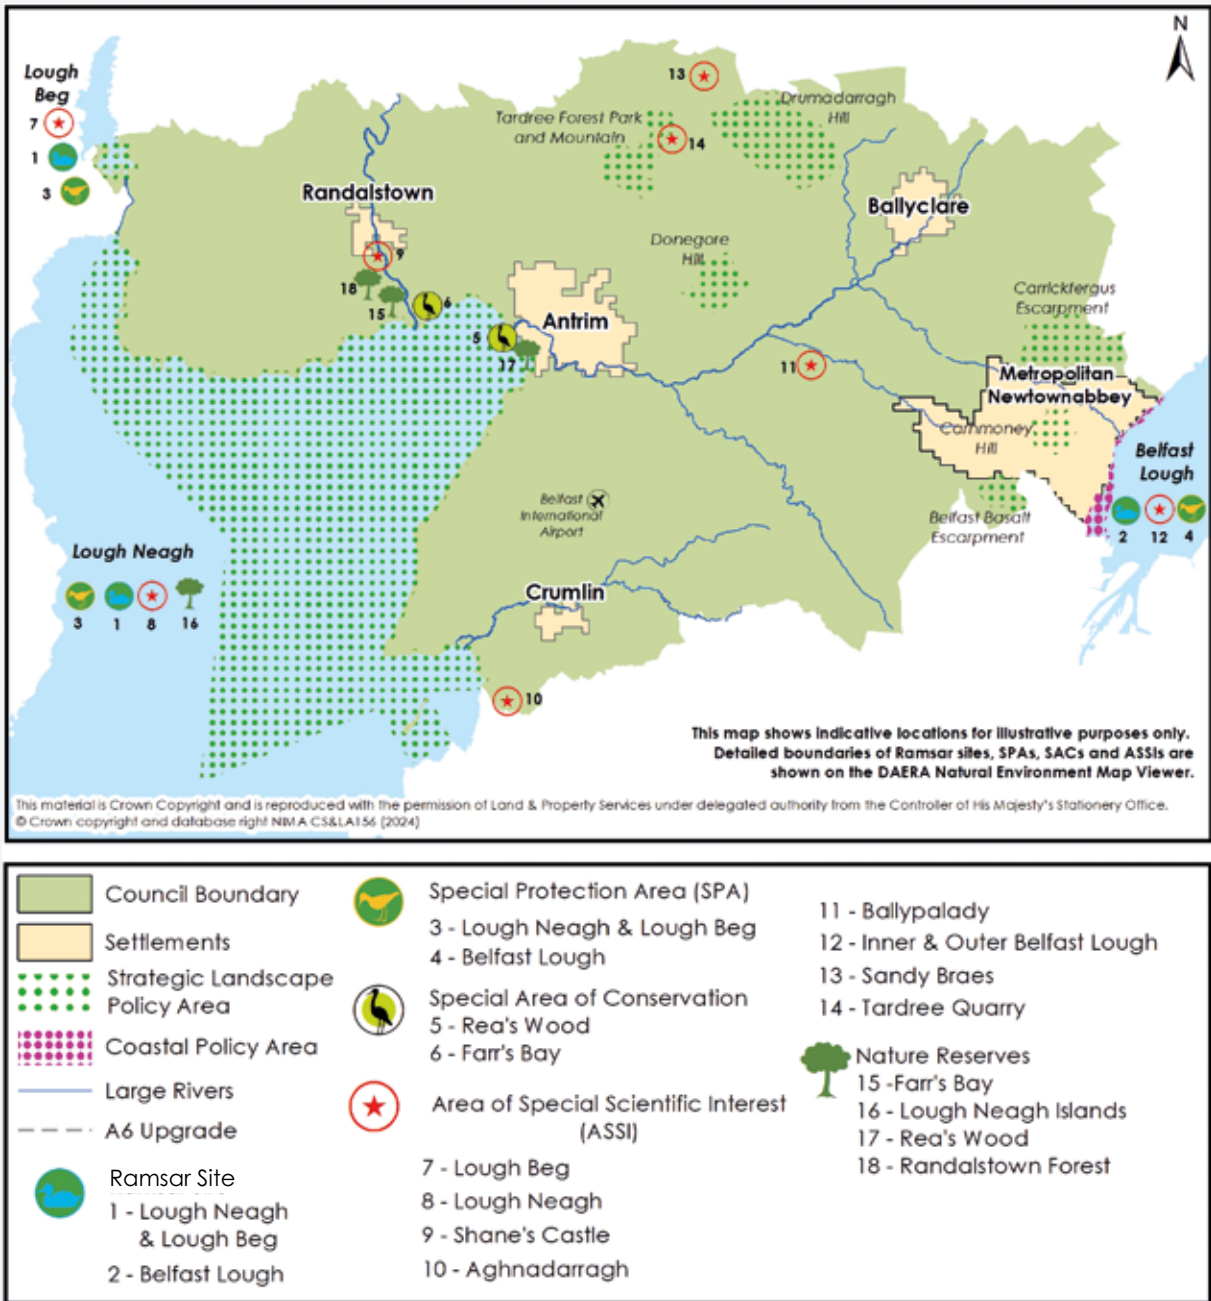 N
Lough
Beg
7
1
3
13
Tardree Forest Park
and Mountain
Drumadarragh
Hill
14
Randalstown
Ballyclare
9
Donegore
Hill
18
15
6
Carrickfergus
Escarpment
Antrim
5
17
11
Metropolitan
Newtownabbey
Carnmoney
Hill
Belfast
Lough
2 12 4
Belfast
International
Airport
Belfast Basalt
Escarpment
Lough Neagh
3 1 8 16
Crumlin
10
This map shows indicative locations for illustrative purposes only.
Detailed boundaries of Ramsar sites, SPAs, SACs and ASSIs are
shown on the DAERA Natural Environment Map Viewer.
This material is Crown Copyright and is reproduced with the permission of Land & Property Services under delegated authority from the Controller of His Majesty's Stationery Office.
© Crown copyright and database right NIMA CS&LA156 (2024)
Council Boundary
Settlements
Strategic Landscape
Policy Area
Coastal Policy Area
Large Rivers
A6 Upgrade
Ramsar Site
1 - Lough Neagh
& Lough Beg
2 - Belfast Lough
Special Protection Area (SPA)
3 - Lough Neagh & Lough Beg
4 - Belfast Lough
Special Area of Conservation
5 - Rea's Wood
6 - Farr's Bay
Area of Special Scientific Interest
(ASSI)
7 - Lough Beg
8 - Lough Neagh
9 - Shane's Castle
10 - Aghnadarragh
11 - Ballypalady
12 - Inner & Outer Belfast Lough
13 - Sandy Braes
14 - Tardree Quarry
Nature Reserves
15 -Farr's Bay
16 - Lough Neagh Islands
17 - Rea's Wood
18 - Randalstown Forest